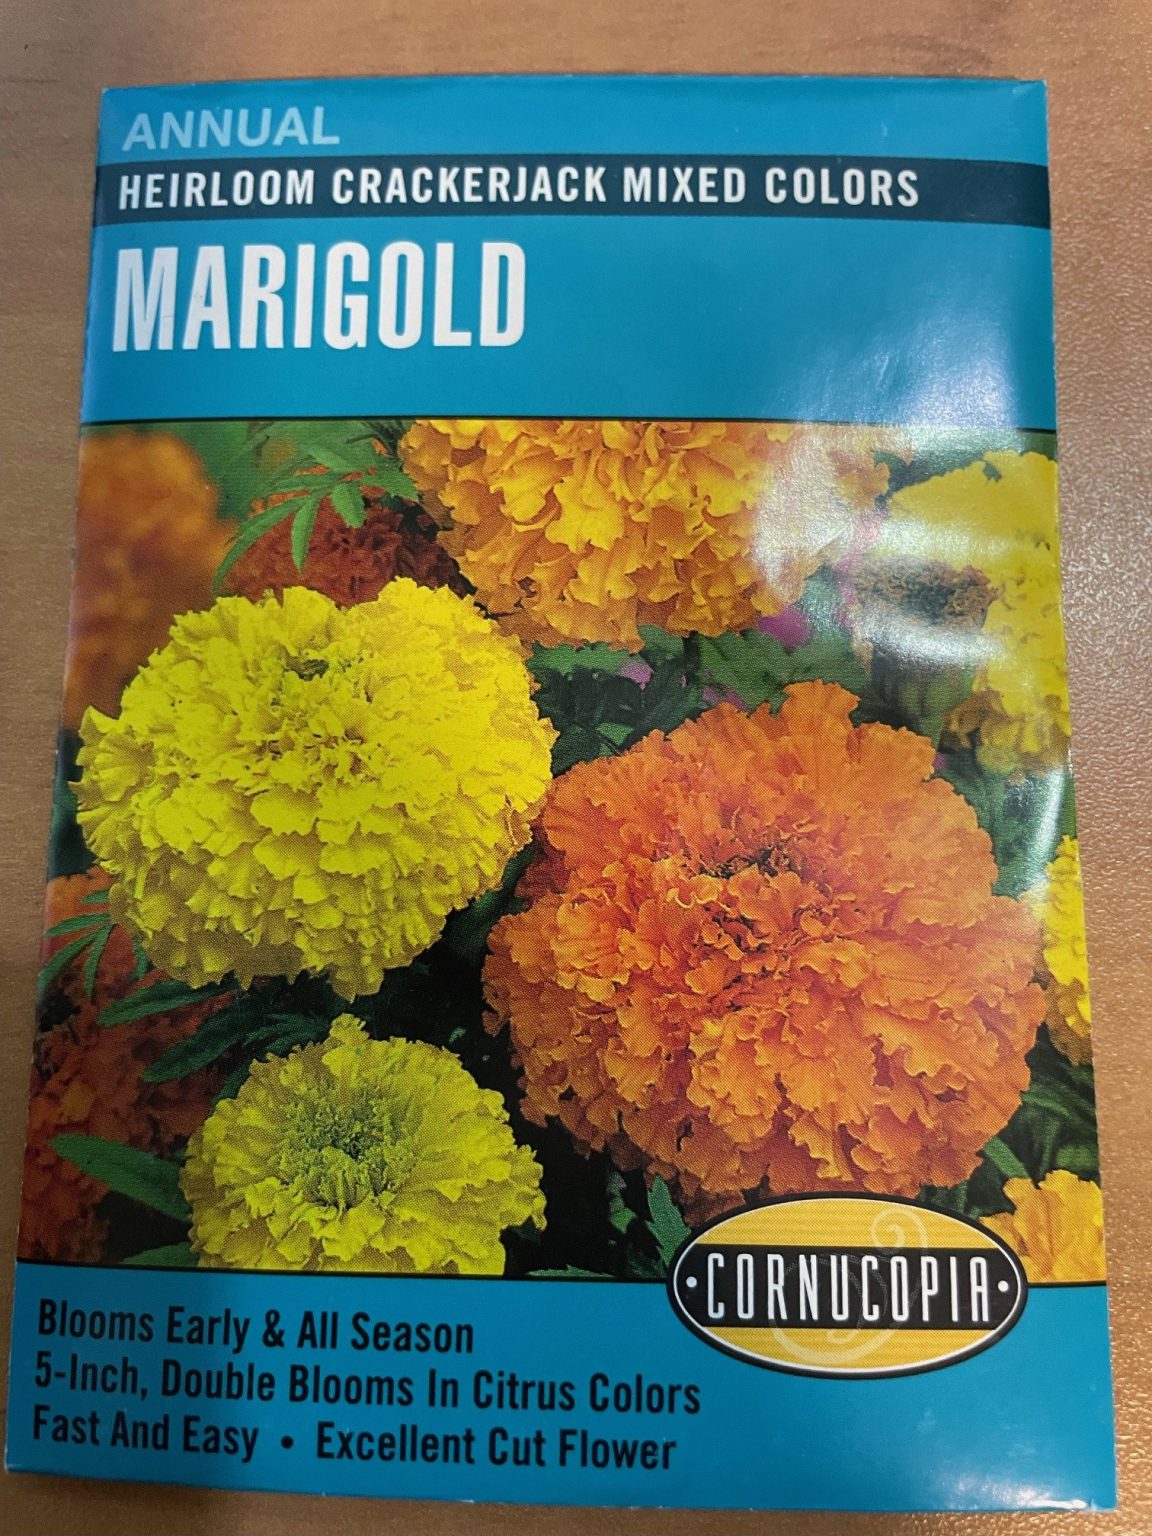 ANNUAL
HEIRLOOM CRACKERJACK MIXED COLORS
MARIGOLD
•CORNUCOPIA•
Blooms Early & All Season
5-Inch, Double Blooms In Citrus Colors
Fast And Easy • Excellent Cut Flower